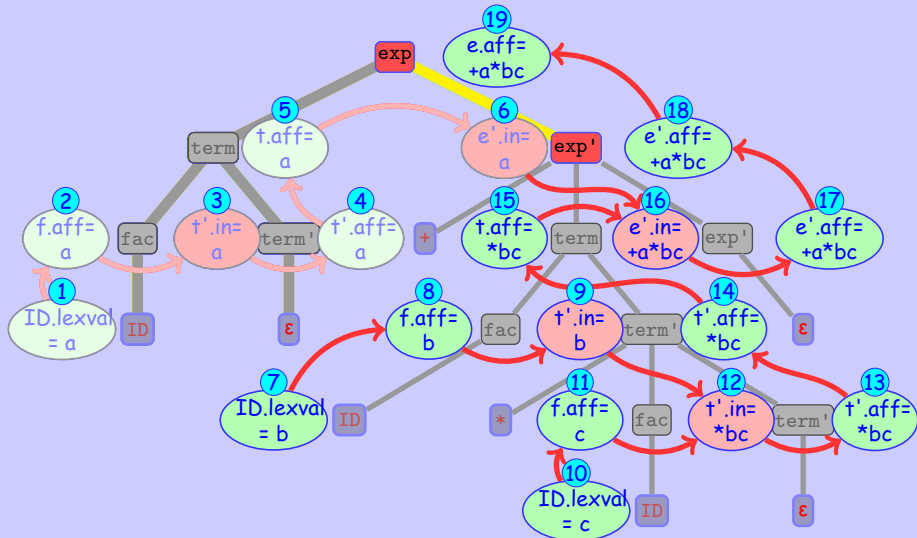 19
e.aff=
+a*bc
exp
5
t.aff=
a
6
e'.in=
a
18
e'.aff=
+a*bc
term
exp'
2
f.aff=
a
3
t'.in=
a
4
t'.aff=
a
15
t.aff=
*bc
16
e'.in=
+a*bc
17
e'.aff=
+a*bc
fac
term'
+
term
exp'
1
ID.lexval
= a
ID
ε
8
f.aff=
b
fac
9
t'.in=
b
term'
14
t'.aff=
*bc
ε
7
ID.lexval
= b
ID
*
11
f.aff=
c
fac
12
t'.in=
*bc
term'
13
t'.aff=
*bc
10
ID.lexval
= c
ID
ε